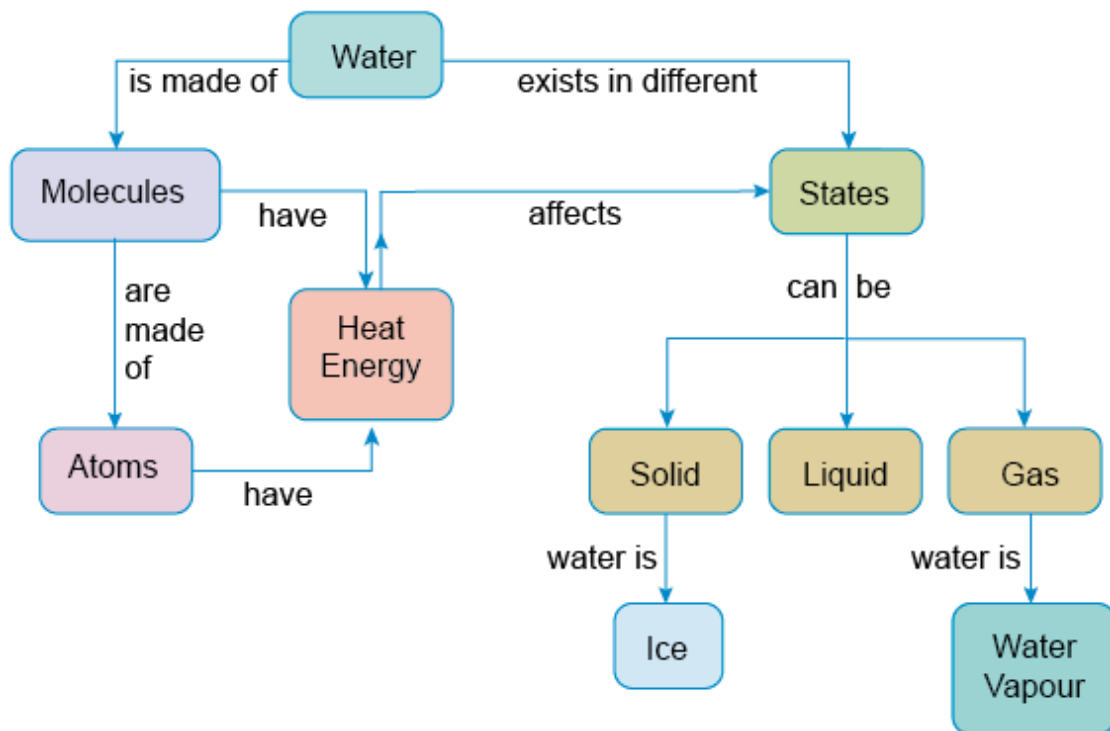 Water
is made of
exists in different
Molecules
States
have
affects
are
made
of
can be
Heat
Energy
Atoms
have
Solid
Liquid
Gas
water is
water is
Ice
Water
Vapour